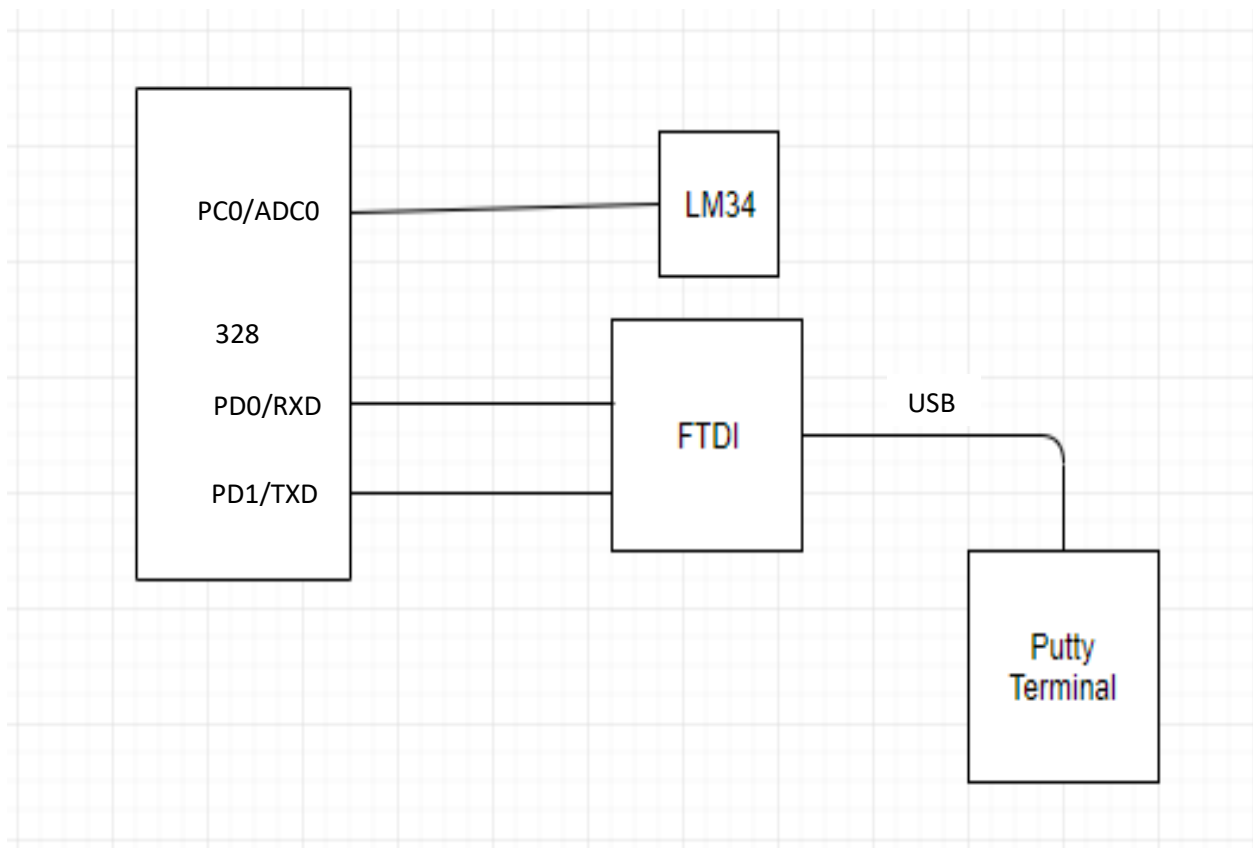 PC0/ADC0
LM34
328
PD0/RXD
USB
FTDI
PD1/TXD
Putty
Terminal